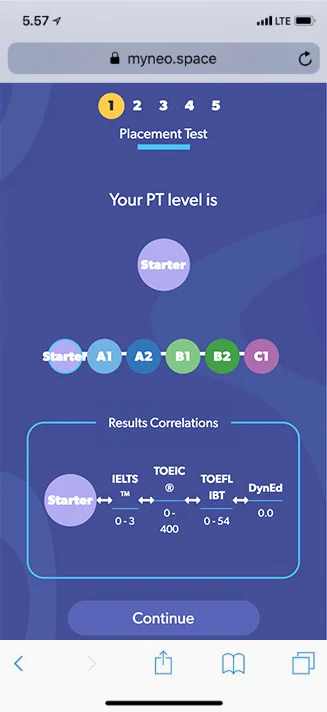 5.57
LTE
myneo.space
1 2 3 4 5
Placement Test
Your PT level is
Starter
Starter A1 A2 B1 B2 C1
Results Correlations
Starter
IELTS
™
0 - 3
TOEIC
®
0 -
400
TOEFL
IBT
0 - 54
DynEd
0.0
Continue